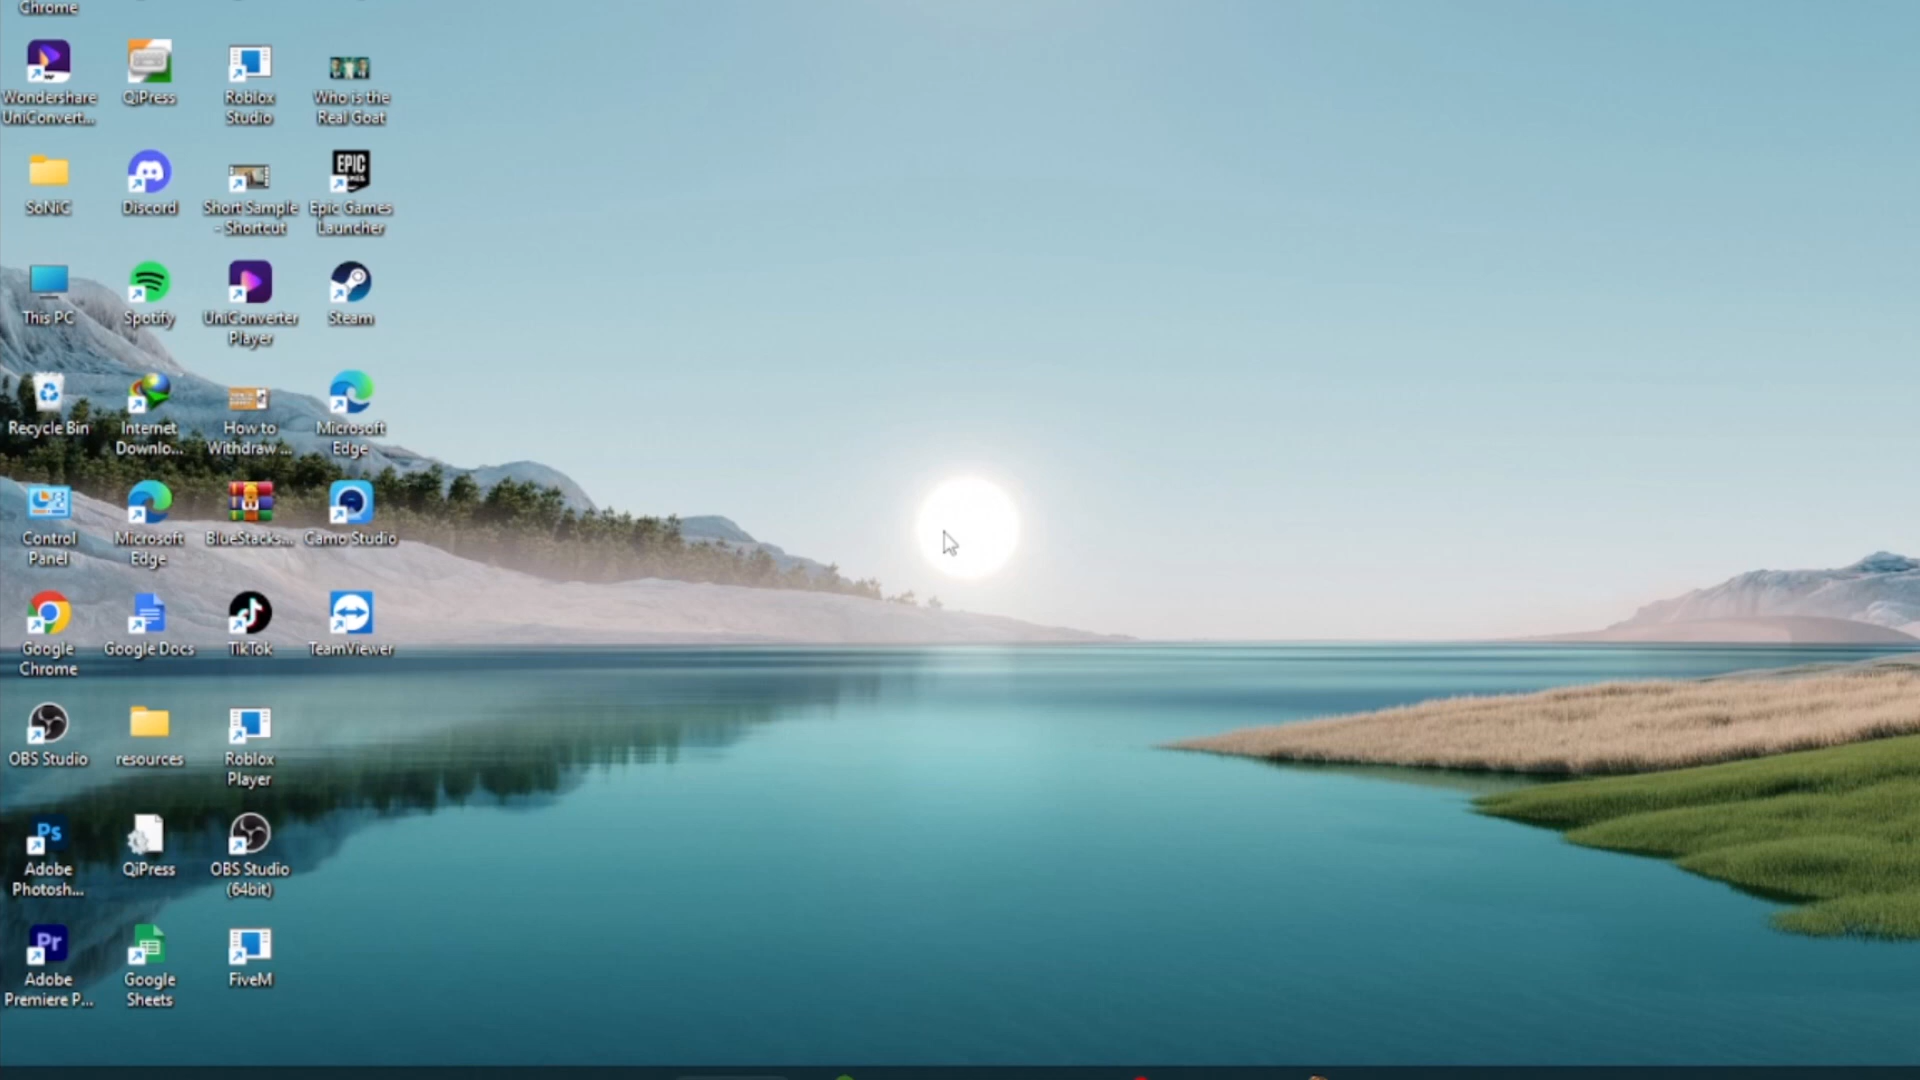 Chrome
Wondershare
UniConvert...
QiPress
Roblox
Studio
Who is the
Real Goat
SoNiC
Discord
Short Sample
- Shortcut
EPIC
Epic Games
Launcher
This PC
Spotify
UniConverter
Player
Steam
Recycle Bin
Internet
Downlo...
How to
Withdraw ...
Microsoft
Edge
Control
Panel
Microsoft
Edge
BlueStacks...
Camo Studio
Google
Chrome
Google Docs
TikTok
TeamViewer
OBS Studio
resources
Roblox
Player
Ps
Adobe
Photosh...
QiPress
OBS Studio
(64bit)
Pr
Adobe
Premiere P...
Google
Sheets
FiveM